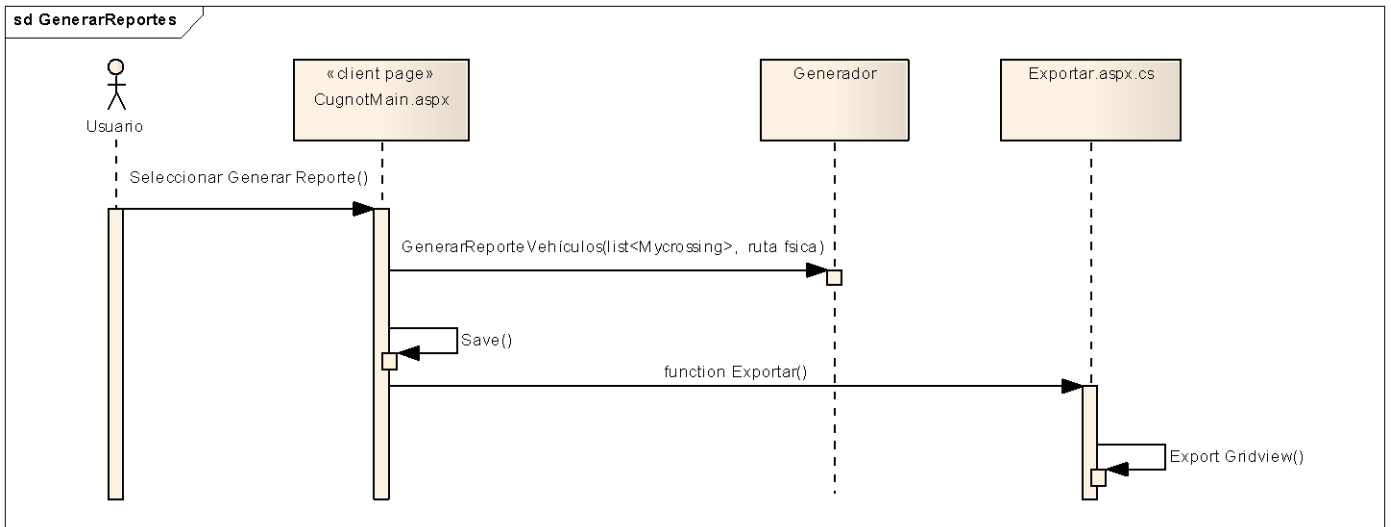 sd GenerarReportes
Usuario
«client page»
CugnotMain.aspx
Generador
Exportar.aspx.cs
Seleccionar Generar Reporte()
GenerarReporteVehículos(list<Mycrossing>, ruta fsica)
Save()
function Exportar()
Export Gridview()